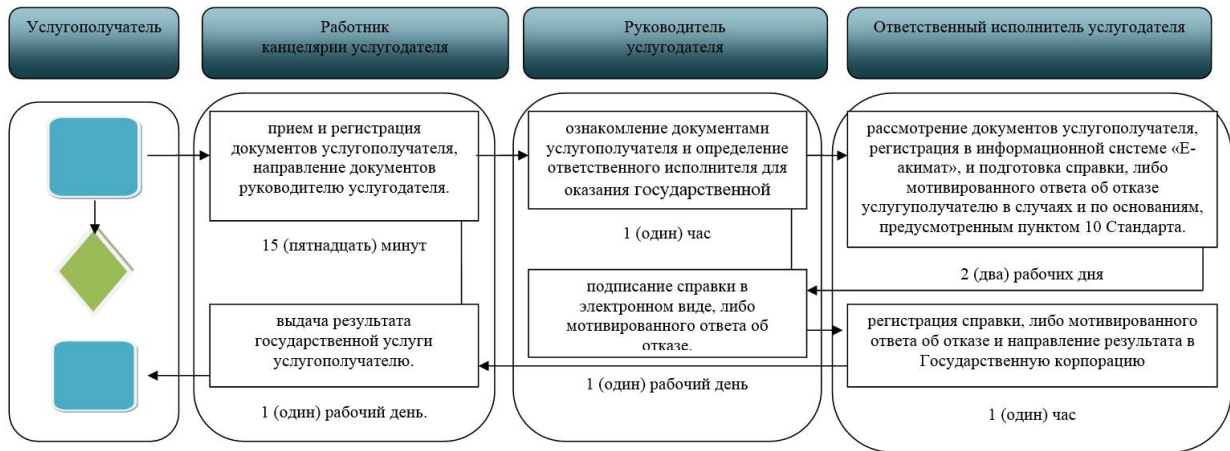 Услугополучатель
Работник
канцелярии услугодателя
Руководитель
услугодателя
Ответственный исполнитель услугодателя
прием и регистрация
документов услугополучателя,
направление документов
руководителю услугодателя.
15 (пятнадцать) минут
ознакомление документами
услугополучателя и определение
ответственного исполнителя для
оказания государственной
1 (один) час
рассмотрение документов услугополучателя,
регистрация в информационной системе «Е-
акимат», и подготовка справки, либо
мотивированного ответа об отказе
услугуполучателю в случаях и по основаниям,
предусмотренным пунктом 10 Стандарта.
2 (два) рабочих дня
подписание справки в
электронном виде, либо
мотивированного ответа об
отказе.
1 (один) рабочий день
регистрация справки, либо мотивированного
ответа об отказе и направление результата в
Государственную корпорацию
1 (один) час
выдача результата
государственной услуги
услугополучателю.
1 (один) рабочий день.